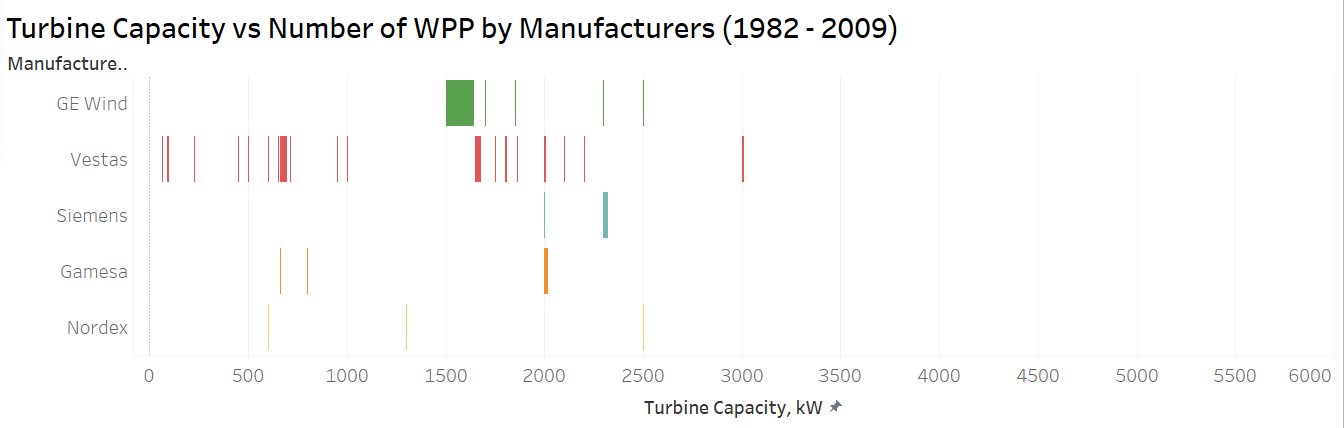 Turbine Capacity vs Number of WPP by Manufacturers (1982 - 2009)
Manufacture..
GE Wind
Vestas
Siemens
Gamesa
Nordex
0 500 1000 1500 2000 2500 3000 3500 4000 4500 5000 5500 6000
Turbine Capacity, kW